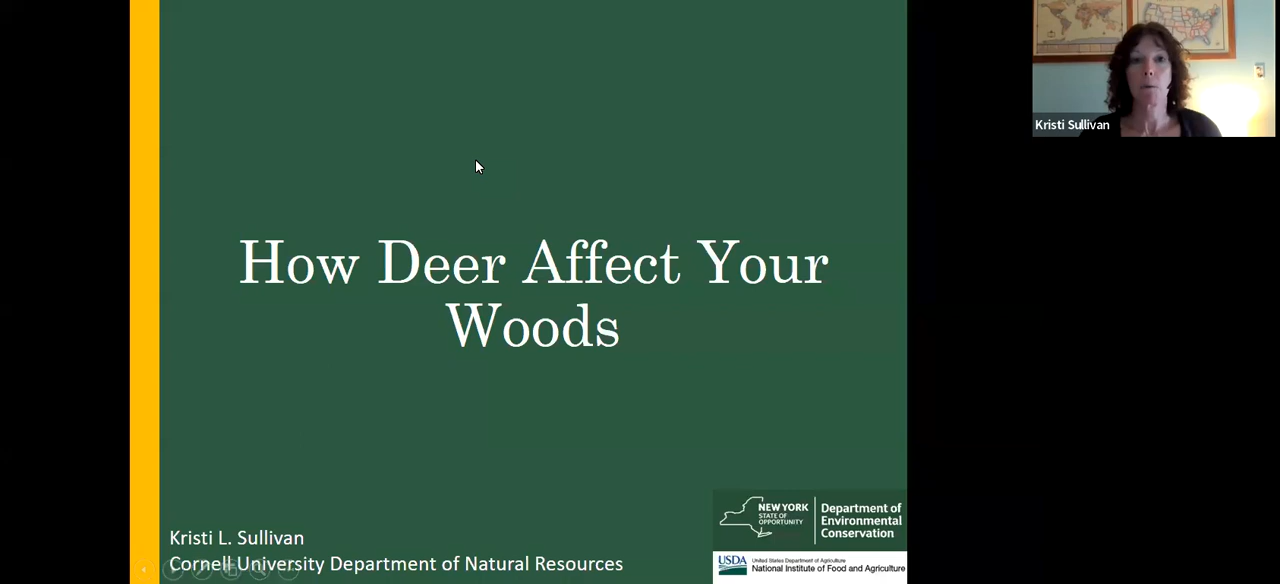 How Deer Affect Your
Woods
Kristi L. Sullivan
Cornell University Department of Natural Resources
NEW YORK
STATE OF
OPPORTUNITY
Department of
Environmental
Conservation
USDA
United States Department of Agriculture
National Institute of Food and Agriculture
Kristi Sullivan